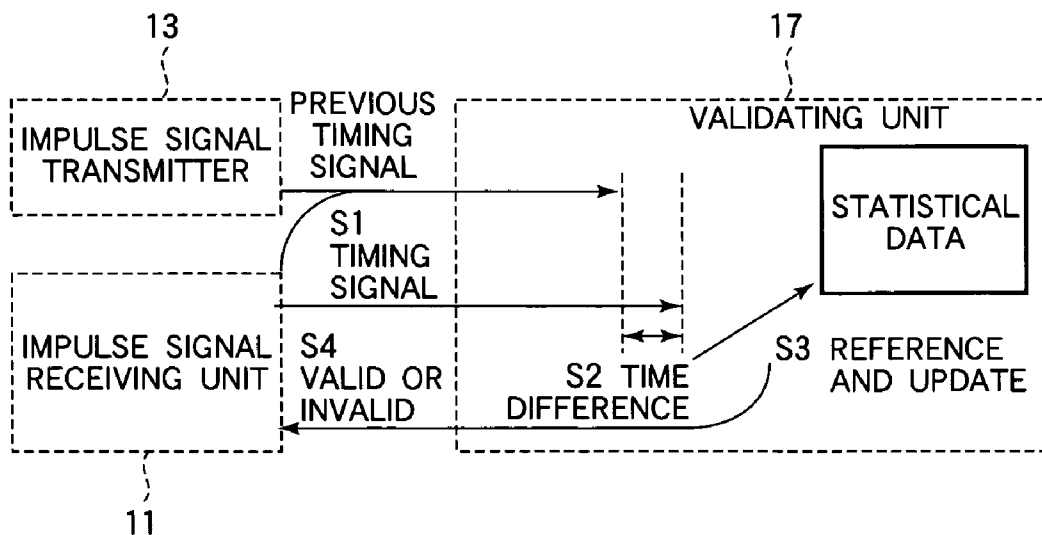 13
17
IMPULSE SIGNAL
TRANSMITTER
PREVIOUS
TIMING
SIGNAL
VALIDATING UNIT
STATISTICAL
DATA
S1
TIMING
SIGNAL
IMPULSE SIGNAL
RECEIVING UNIT
S4
VALID OR
INVALID
S2 TIME
DIFFERENCE
S3 REFERENCE
AND UPDATE
11